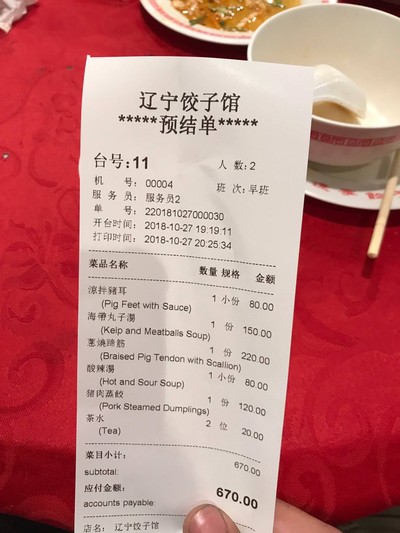 辽宁饺子馆
*****预结单*****
台号:11 人 数:2
机 号: 00004 班 次:早班
服 务 员: 服务员2
单 号: 220181027000030
开台时间: 2018-10-27 19:19:11
打印时间: 2018-10-27 20:25:34
菜品名称 数量 规格 金额
涼拌豬耳 1 小份 80.00
(Pig Feet with Sauce)
海帶丸子湯 1 份 150.00
(Kelp and Meatballs Soup)
蔥燒蹄筋 1 份 220.00
(Braised Pig Tendon with Scallion)
酸辣湯 1 小份 80.00
(Hot and Sour Soup)
猪肉蒸餃 1 份 120.00
(Pork Steamed Dumplings)
茶水 2 位 20.00
(Tea)
菜目小计: 670.00
subtotal:
应付金额: 670.00
accounts payable:
店名: 辽宁饺子馆